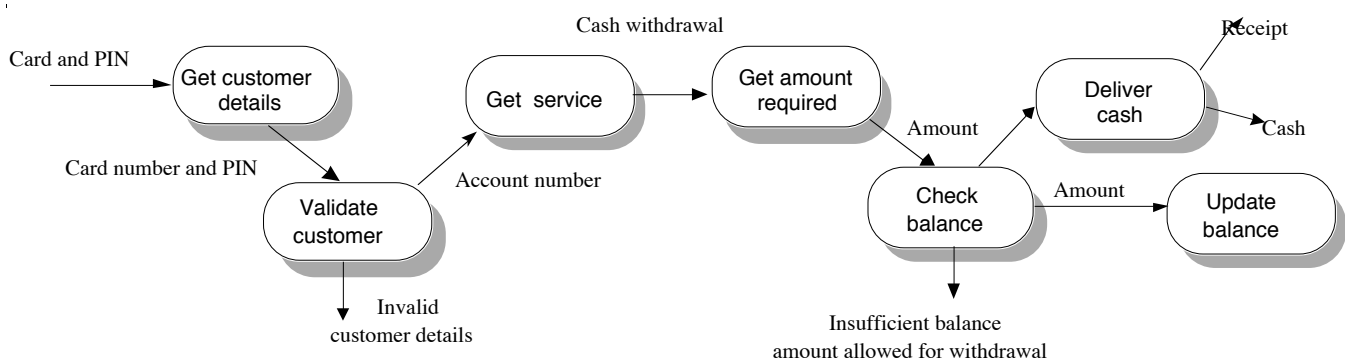 Cash withdrawal
Receipt
Card and PIN
Get customer
details
Get service
Get amount
required
Deliver
cash
Amount
Cash
Card number and PIN
Account number
Validate
customer
Check
balance
Amount
Update
balance
Invalid
customer details
Insufficient balance
amount allowed for withdrawal